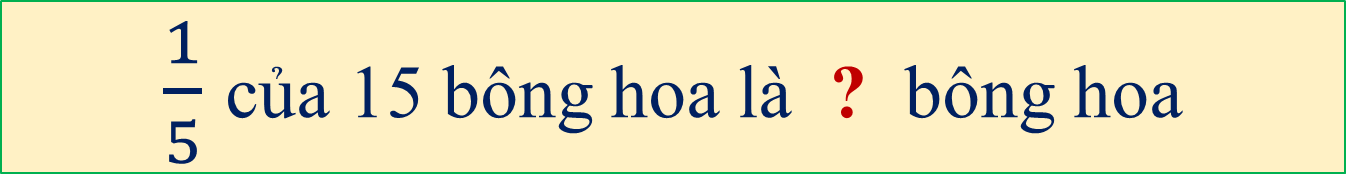 1/5 của 15 bông hoa là ? bông hoa